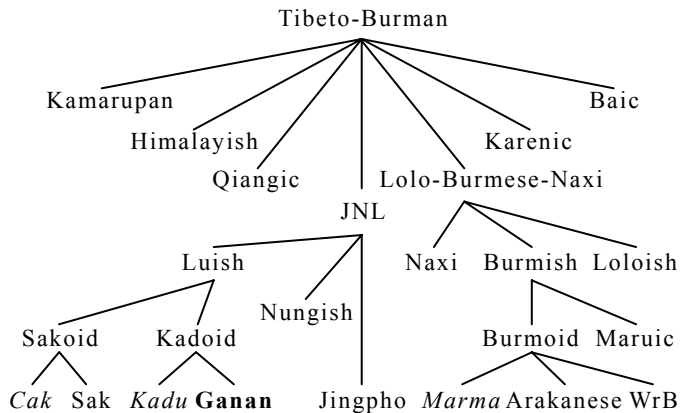 Tibeto-Burman
Kamarupan Baic
Himalayish Karenic
Qiangic Lolo-Burmese-Naxi
JNL
Luish Naxi Burmish Loloish
Nungish
Sakoid Kadoid Burmoid Maruic
Cak Sak Kadu Ganan Jingpho Marma Arakanese WrB